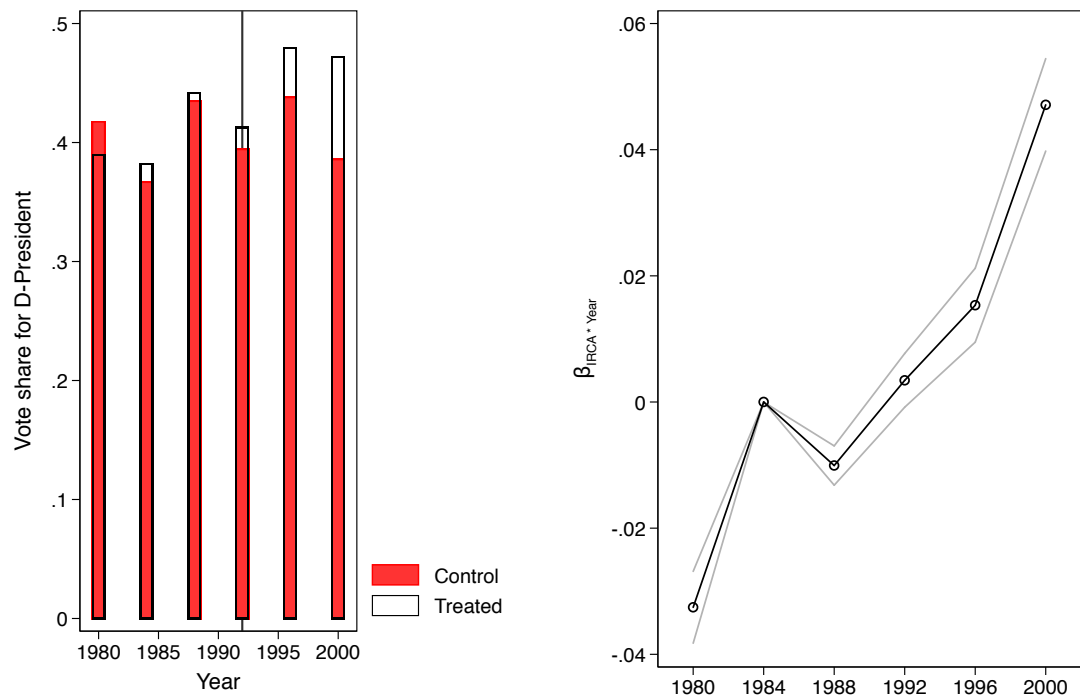 Vote share for D-President
.5
.4
.3
.2
.1
0
1980 1985 1990 1995 2000
Year
Control
Treated
βIRCA * Year
.06
.04
.02
0
-.02
-.04
1980 1984 1988 1992 1996 2000